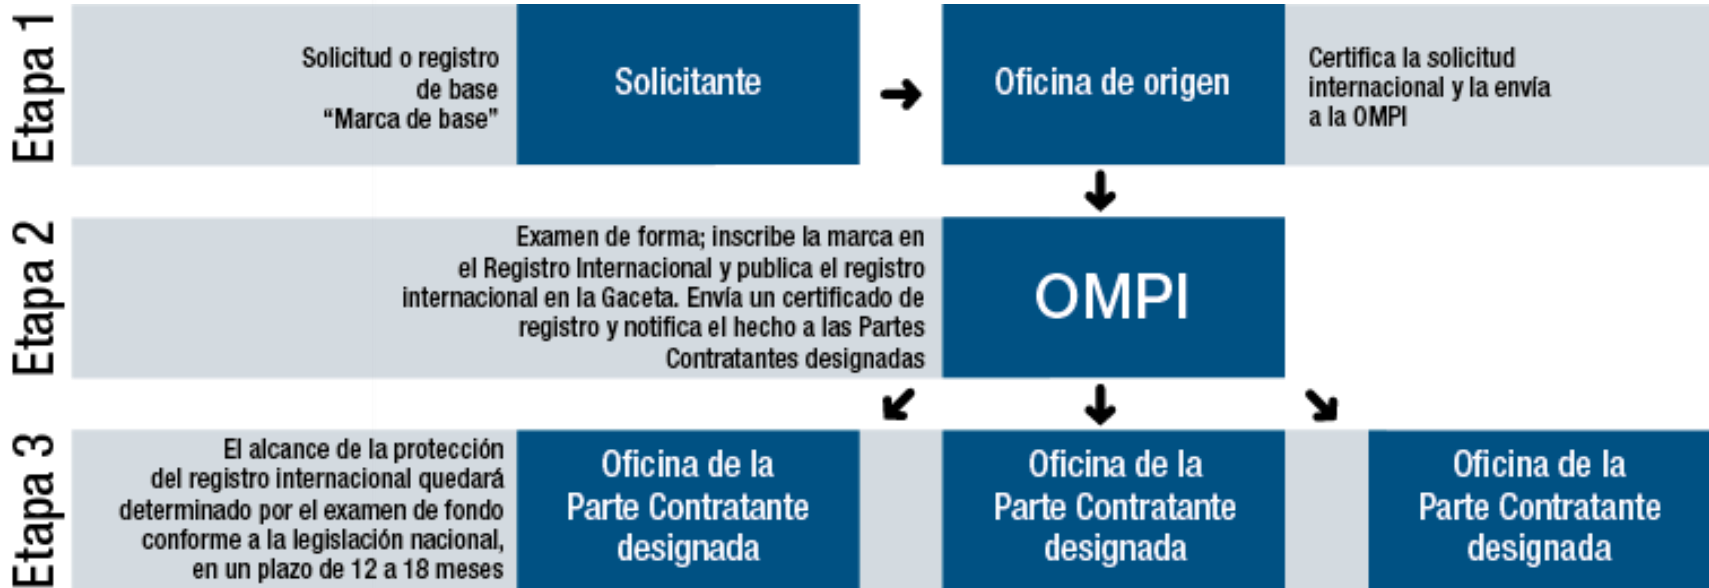 Etapa 1
Solicitud o registro
de base
“Marca de base”
Solicitante
Oficina de origen
Certifica la solicitud
internacional y la envía
a la OMPI
Etapa 2
Examen de forma; inscribe la marca en
el Registro Internacional y publica el registro
internacional en la Gaceta. Envía un certificado de
registro y notifica el hecho a las Partes
Contratantes designadas
OMPI
Etapa 3
El alcance de la protección
del registro internacional quedará
determinado por el examen de fondo
conforme a la legislación nacional,
en un plazo de 12 a 18 meses
Oficina de la
Parte Contratante
designada
Oficina de la
Parte Contratante
designada
Oficina de la
Parte Contratante
designada